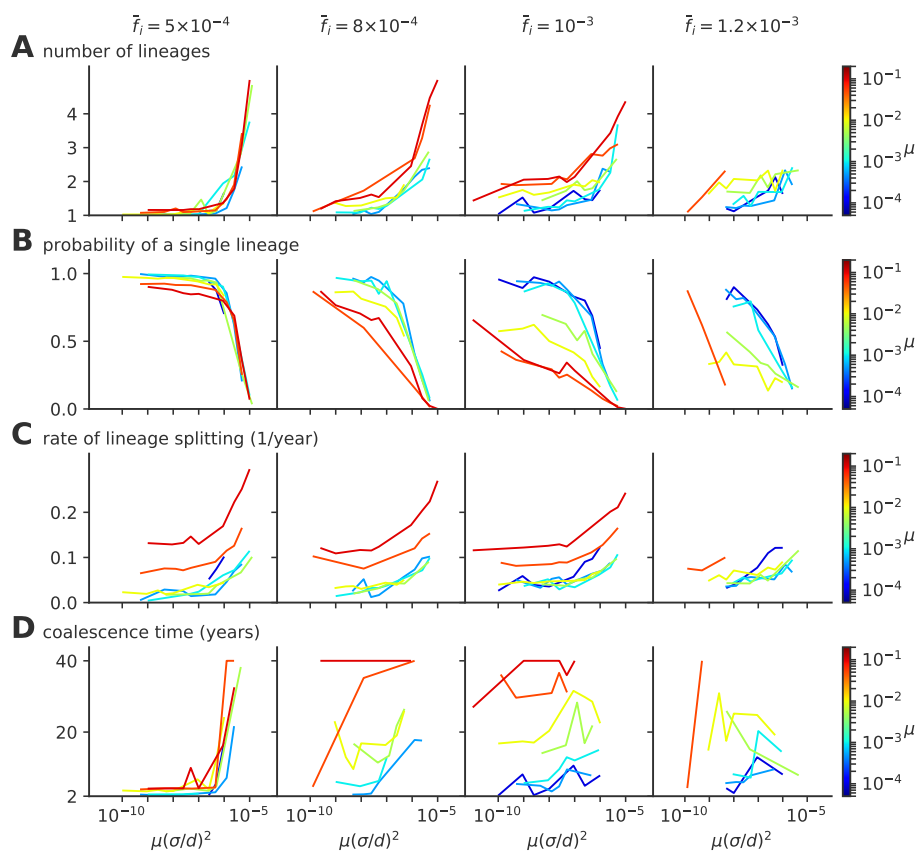 f̄ᵢ = 5×10⁻⁴ f̄ᵢ = 8×10⁻⁴ f̄ᵢ = 10⁻³ f̄ᵢ = 1.2×10⁻³
A number of lineages
4
3
2
1
10⁻¹
10⁻²
10⁻³
10⁻⁴
μ
B probability of a single lineage
1.0
0.5
0.0
10⁻¹
10⁻²
10⁻³
10⁻⁴
μ
C rate of lineage splitting (1/year)
0.2
0.1
0.0
10⁻¹
10⁻²
10⁻³
10⁻⁴
μ
D coalescence time (years)
40
20
2
10⁻¹
10⁻²
10⁻³
10⁻⁴
μ
10⁻¹⁰ 10⁻⁵ 10⁻¹⁰ 10⁻⁵ 10⁻¹⁰ 10⁻⁵ 10⁻¹⁰ 10⁻⁵
μ(σ/d)² μ(σ/d)² μ(σ/d)² μ(σ/d)²